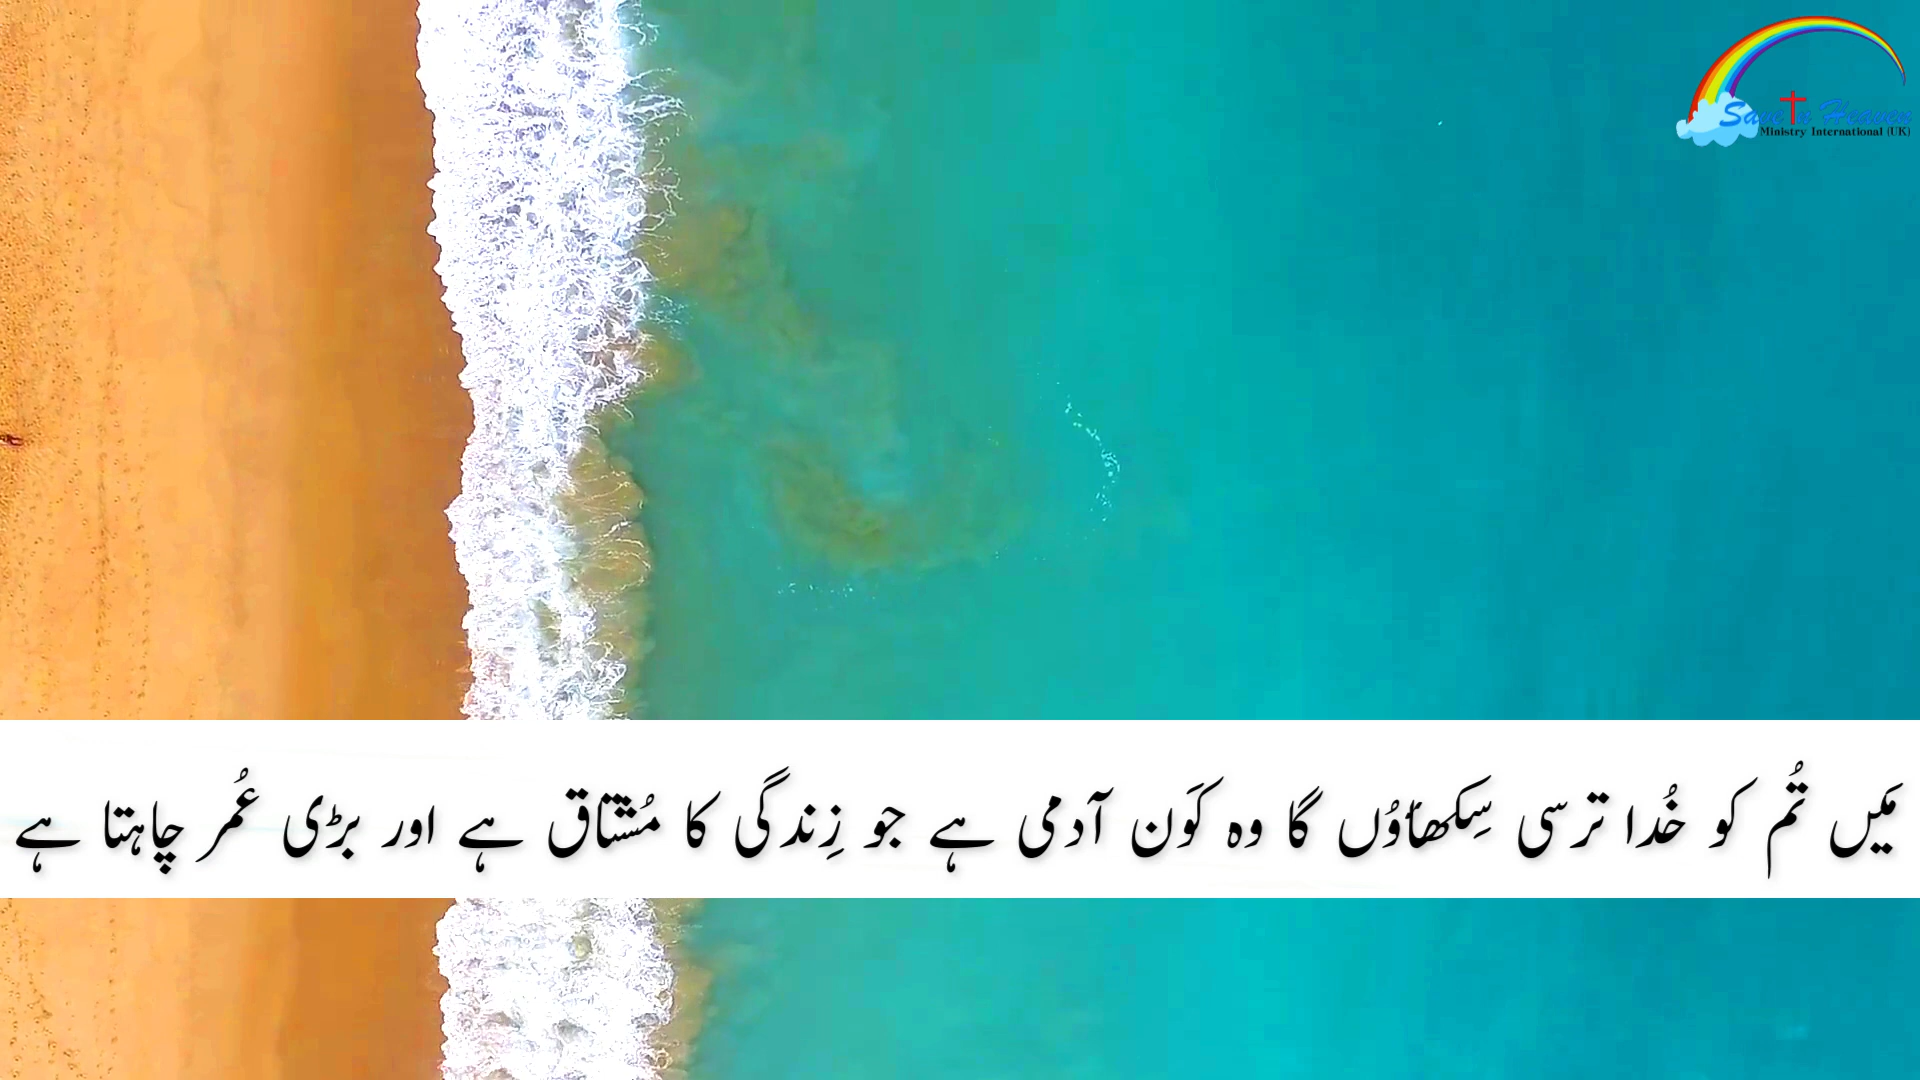 Save In Heaven
Ministry International (UK)
مَیں تُم کو خُدا ترسی سِکھاؤُں گا وہ کَون آدمی ہے جو زِندگی کا مُشتاق ہے اور بڑی عُمر چاہتا ہے